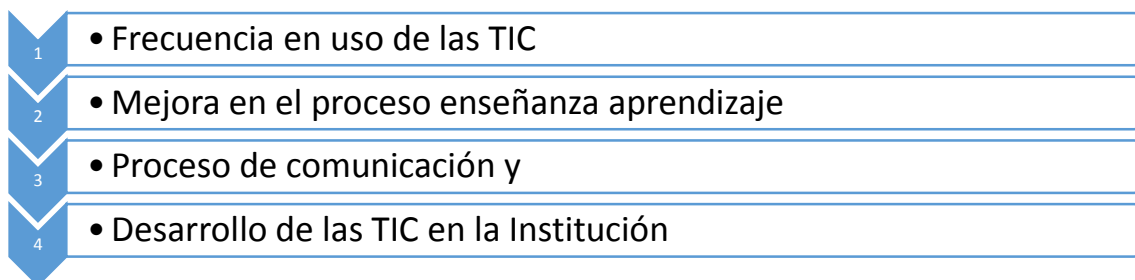 1
• Frecuencia en uso de las TIC
2
• Mejora en el proceso enseñanza aprendizaje
3
• Proceso de comunicación y
4
• Desarrollo de las TIC en la Institución